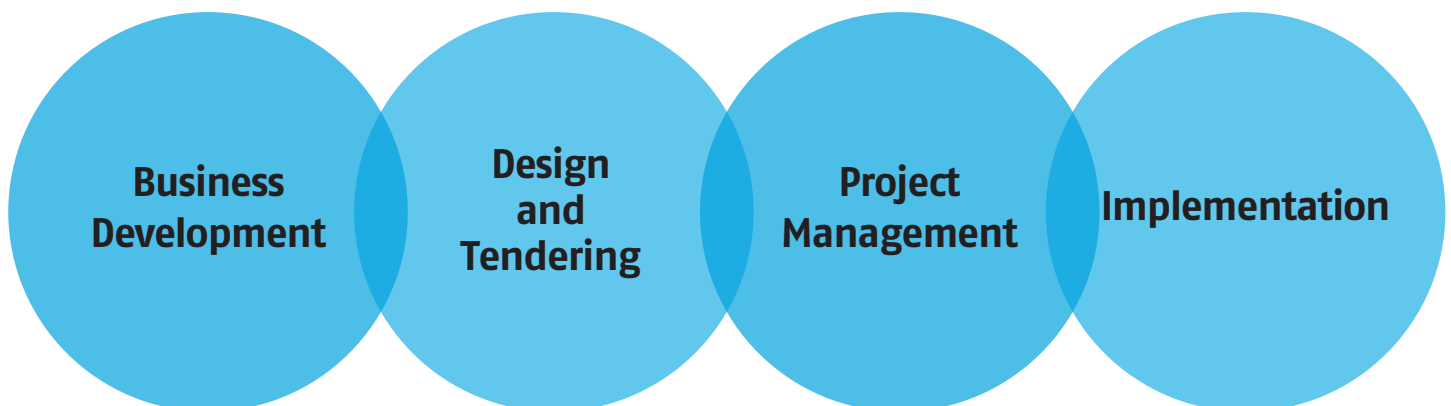 Business
Development
Design
and
Tendering
Project
Management
Implementation